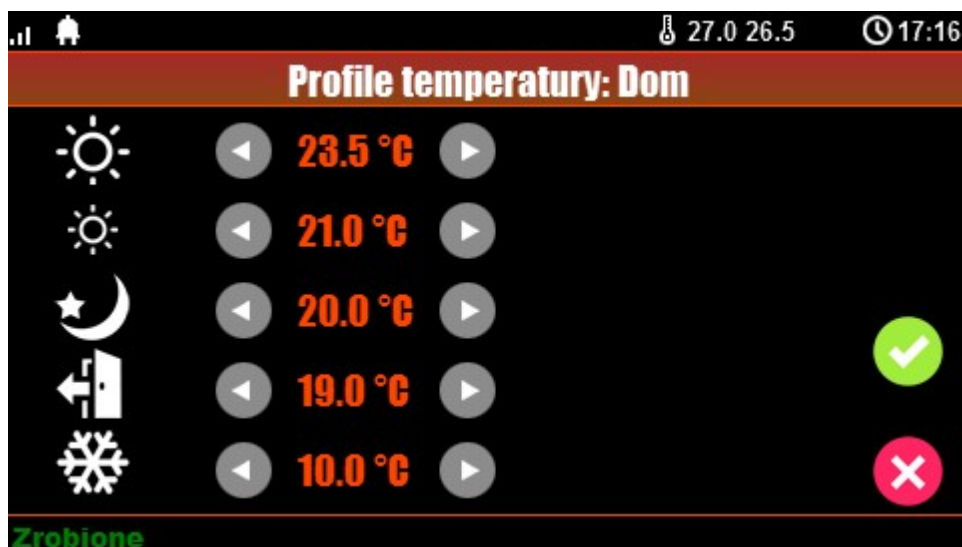 27.0 26.5 17:16
Profile temperatury: Dom
23.5 °C
21.0 °C
20.0 °C
19.0 °C
10.0 °C
Zrobione